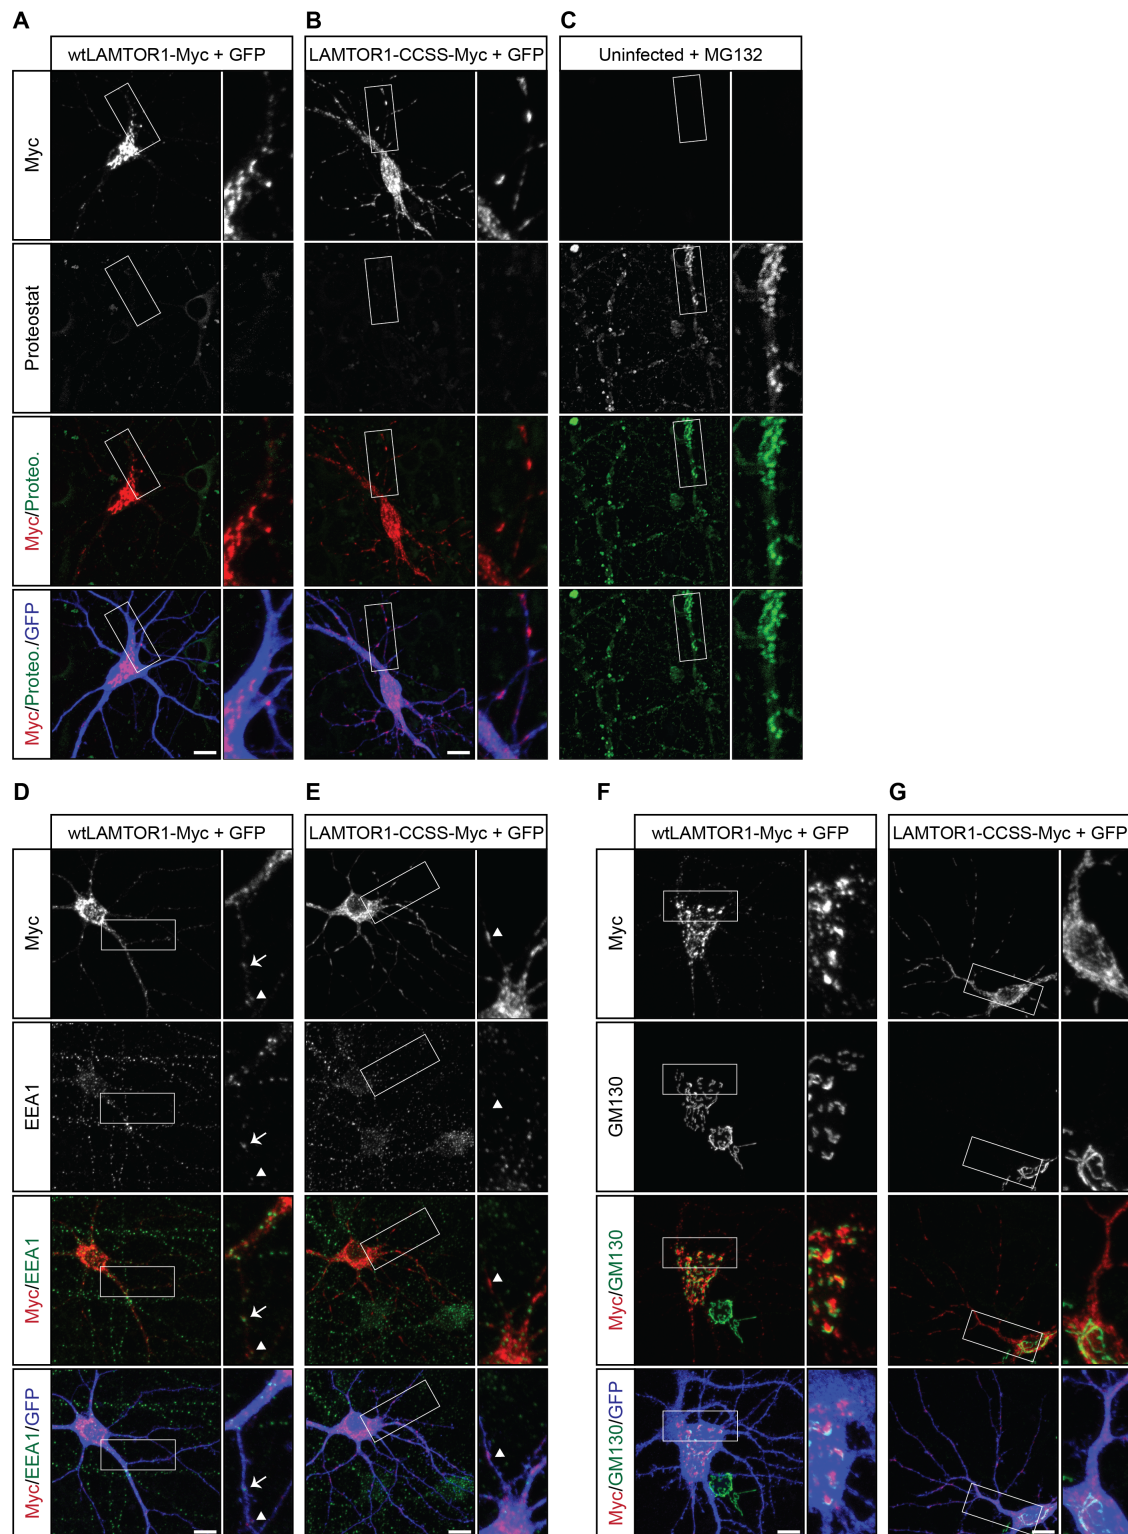 A
B
C
wtLAMTOR1-Myc + GFP
LAMTOR1-CCSS-Myc + GFP
Uninfected + MG132
Myc
Proteostat
Myc/Proteo.
Myc/Proteo./GFP
D
E
F
G
wtLAMTOR1-Myc + GFP
LAMTOR1-CCSS-Myc + GFP
wtLAMTOR1-Myc + GFP
LAMTOR1-CCSS-Myc + GFP
Myc
Myc
EEA1
GM130
Myc/EEA1
Myc/GM130
Myc/EEA1/GFP
Myc/GM130/GFP